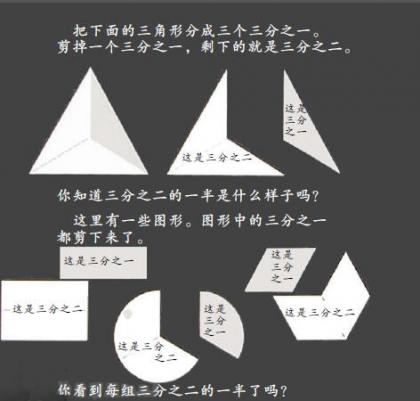 把下面的三角形分成三个三分之一。
剪掉一个三分之一，剩下的就是三分之二。
这是三分之二
这是
三分
之一
你知道三分之二的一半是什么样子吗？
这里有一些图形。图形中的三分之一
都剪下来了。
这是三分之一
这是三分之二
这是三分
之二
这是
三分
之一
这是
三分
之一
这是三分之二
你看到每组三分之二的一半了吗？